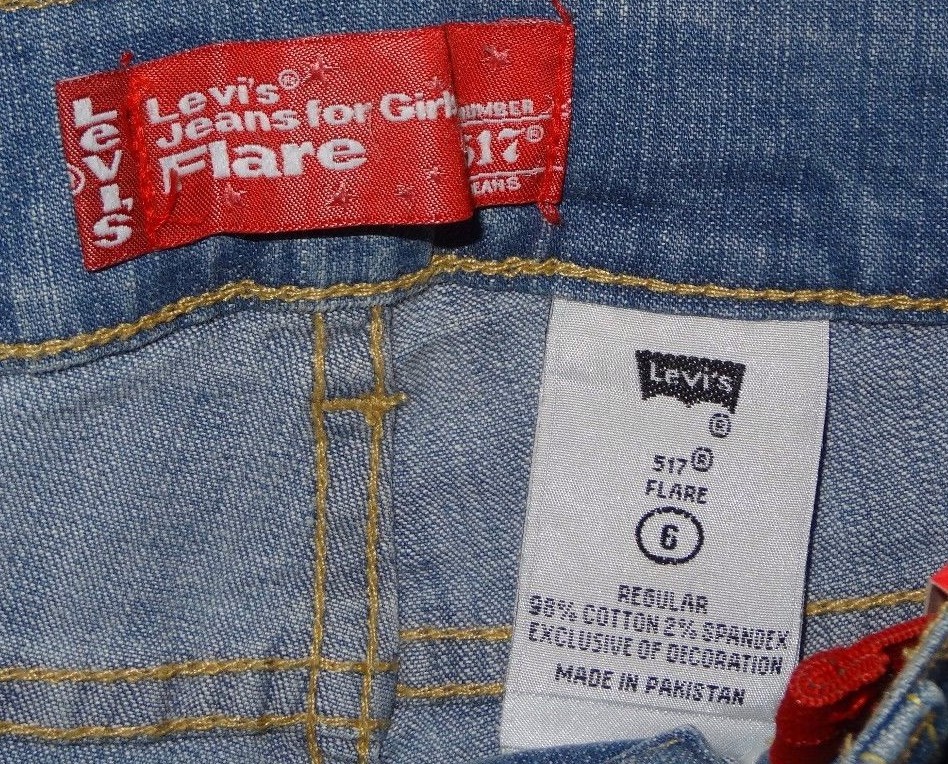 Levi's
Levi's®
Jeans for Girl
Flare
NUMBER
517®
JEANS
Levi's
®
517®
FLARE
6
REGULAR
98% COTTON 2% SPANDEX
EXCLUSIVE OF DECORATION
MADE IN PAKISTAN